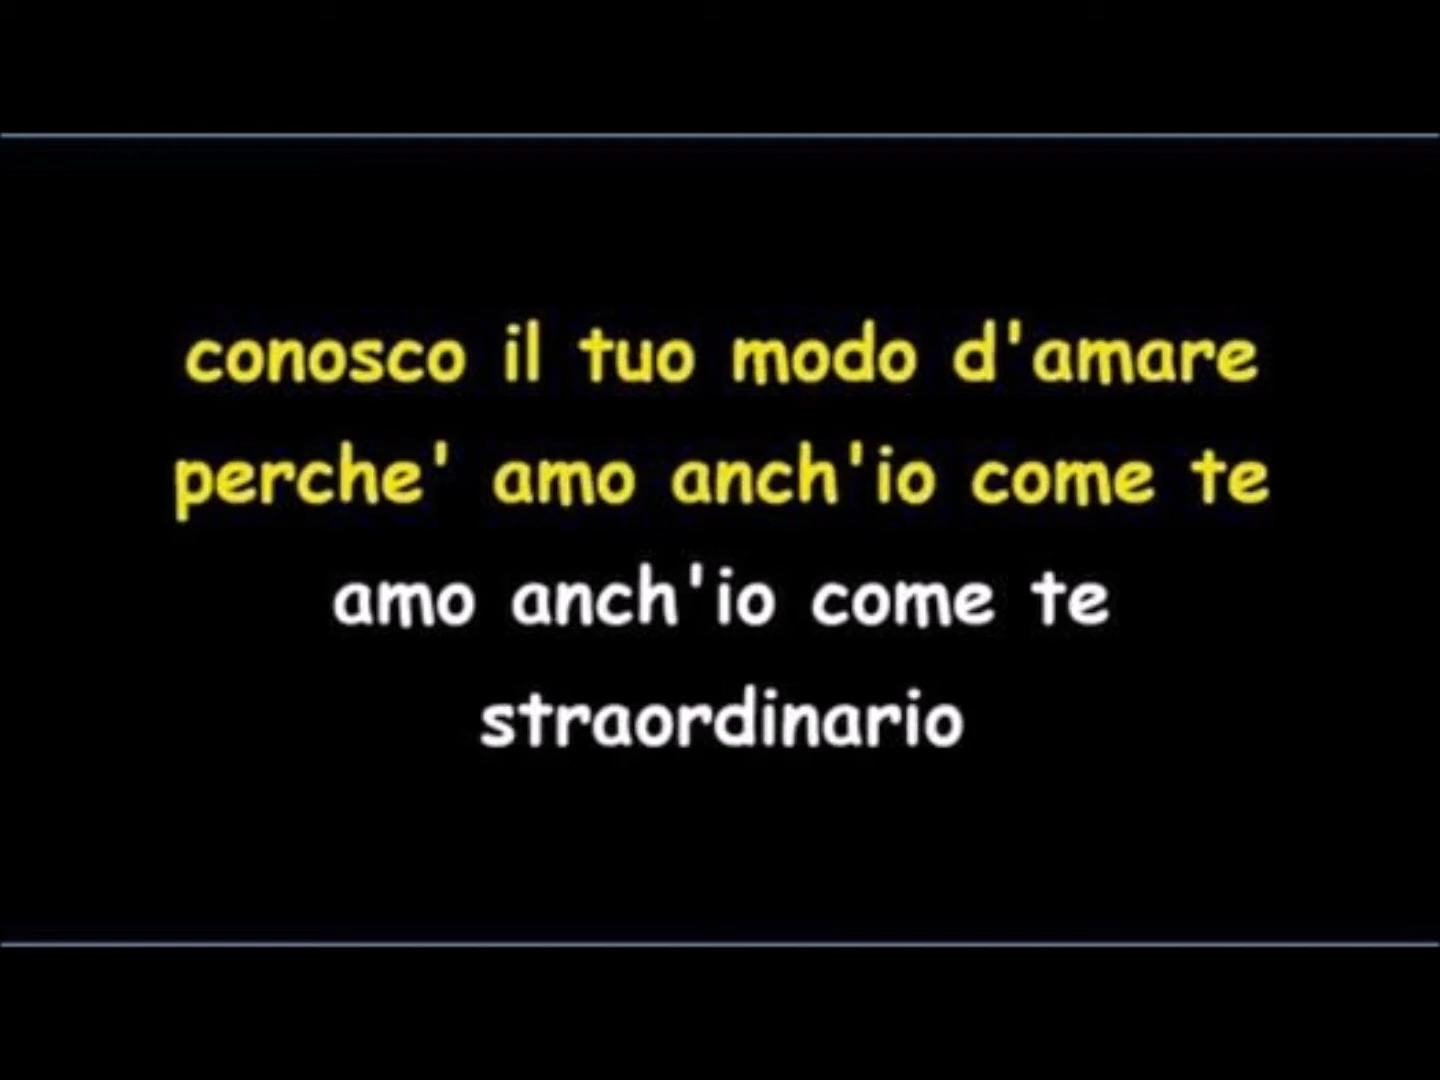 conosco il tuo modo d'amare
perche' amo anch'io come te
amo anch'io come te
straordinario